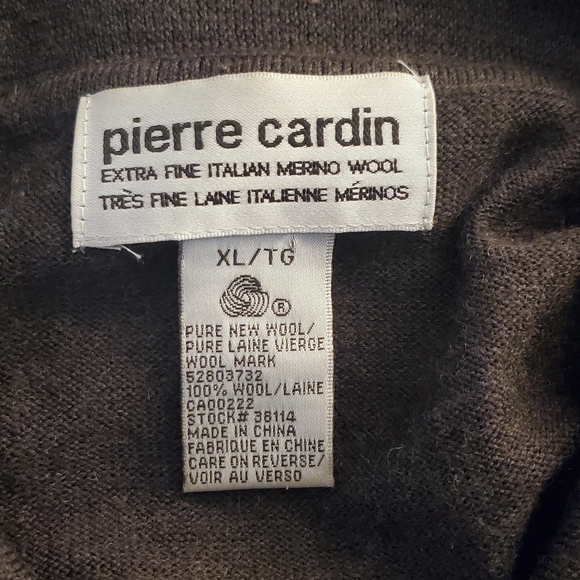 pierre cardin
EXTRA FINE ITALIAN MERINO WOOL
TRÈS FINE LAINE ITALIENNE MÉRINOS
XL/TG
®
PURE NEW WOOL/
PURE LAINE VIERGE
WOOL MARK
52803732
100% WOOL/LAINE
CA00222
STOCK# 38114
MADE IN CHINA
FABRIQUE EN CHINE
CARE ON REVERSE/
VOIR AU VERSO